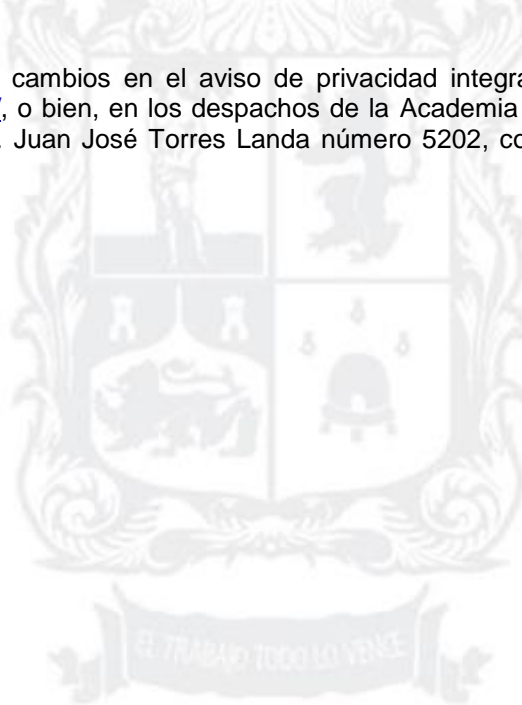 cambios en el aviso de privacidad integra
, o bien, en los despachos de la Academia
. Juan José Torres Landa número 5202, co
EL TRABAJO TODO LO VENCE